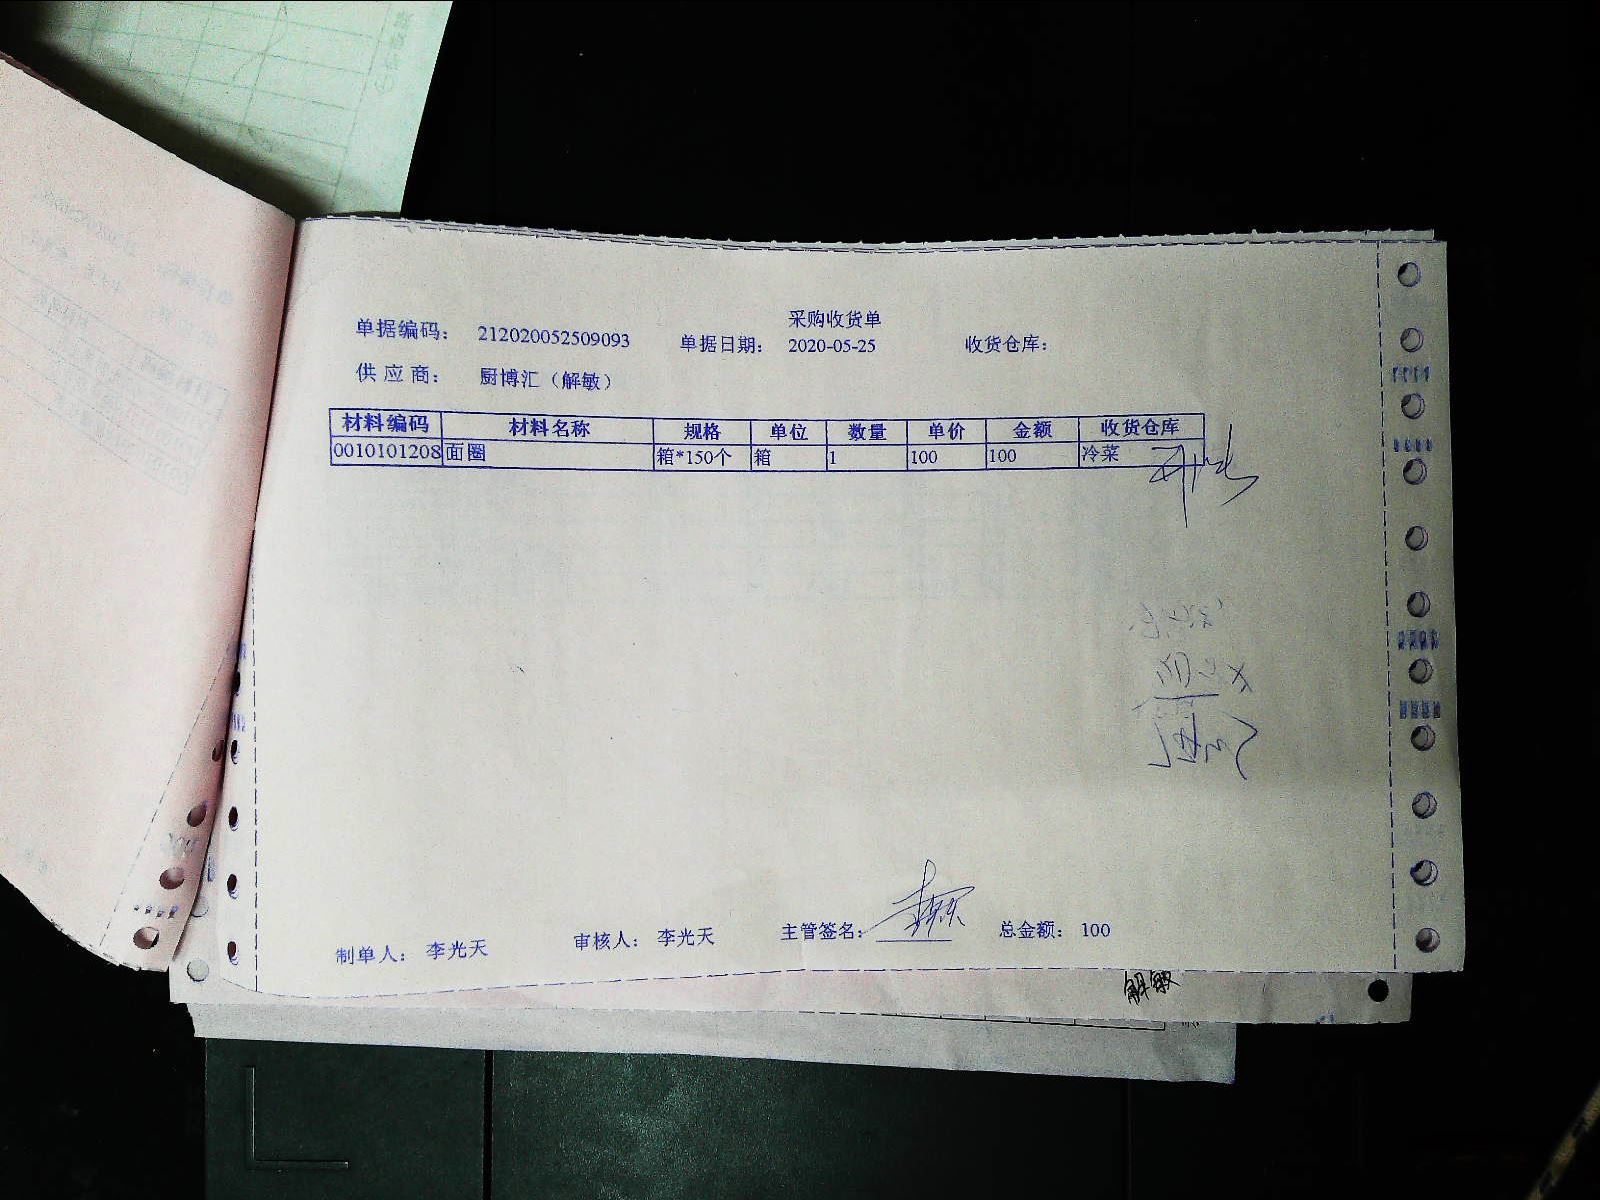 采购收货单
单据编码： 212020052509093 单据日期： 2020-05-25 收货仓库：
供应商： 厨博汇（解敏）
材料编码 材料名称 规格 单位 数量 单价 金额 收货仓库
0010101208 面圈 箱*150个 箱 1 100 100 冷菜
制单人： 李光天 审核人： 李光天 主管签名： 总金额： 100
解敏